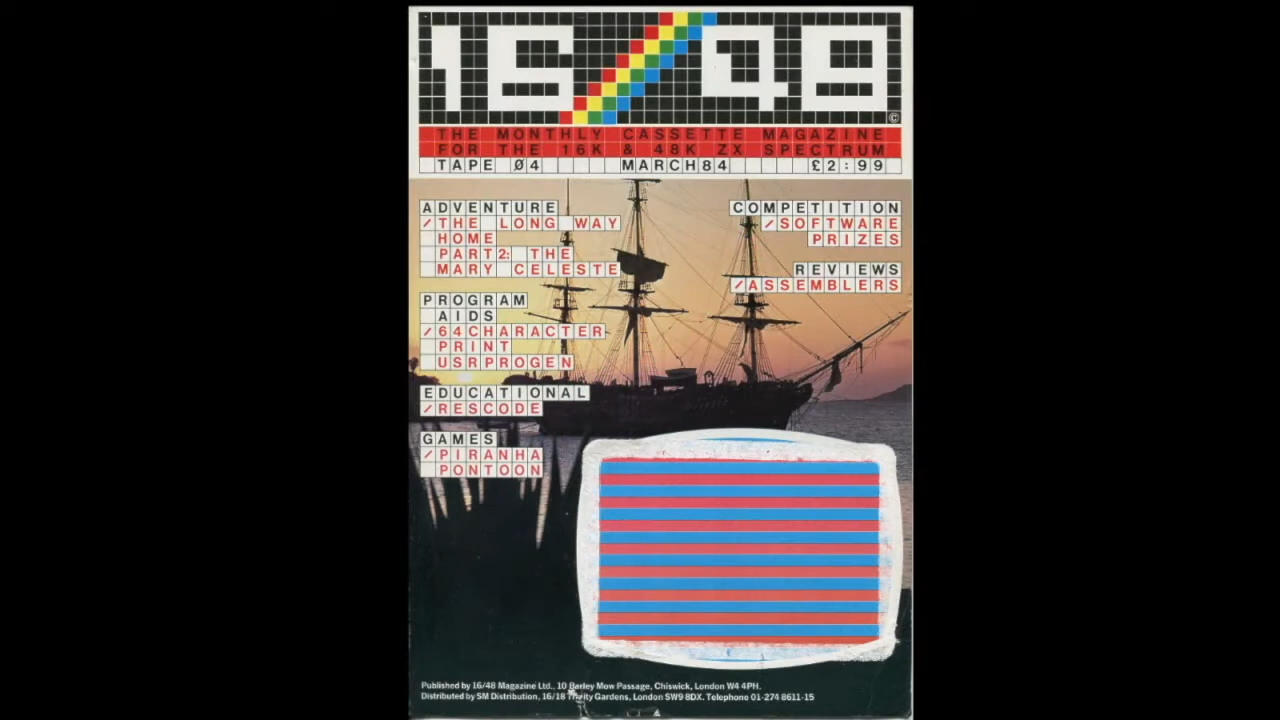 16/48
©
THE MONTHLY CASSETTE MAGAZINE
FOR THE 16K & 48K ZX SPECTRUM
TAPE Ø4 MARCH84 £2:99
ADVENTURE
/THE LONG WAY
HOME
PART2: THE
MARY CELESTE
PROGRAM
AIDS
/64CHARACTER
PRINT
USRPROGEN
EDUCATIONAL
/RESCODE
GAMES
/PIRANHA
PONTOON
COMPETITION
/SOFTWARE
PRIZES
REVIEWS
/ASSEMBLERS
Published by 16/48 Magazine Ltd., 10 Barley Mow Passage, Chiswick, London W4 4PH.
Distributed by SM Distribution, 16/18 Trinity Gardens, London SW9 8DX. Telephone 01-274 8611-15